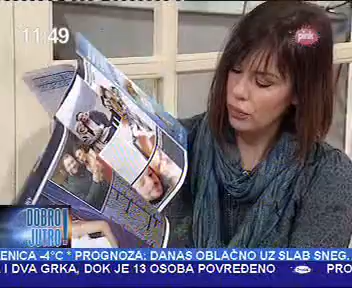 11:49
PINK
DOBRO
JUTRO!
ENICA -4°C * PROGNOZA: DANAS OBLAČNO UZ SLAB SNEG.
A I DVA GRKA, DOK JE 13 OSOBA POVREĐENO
PINK